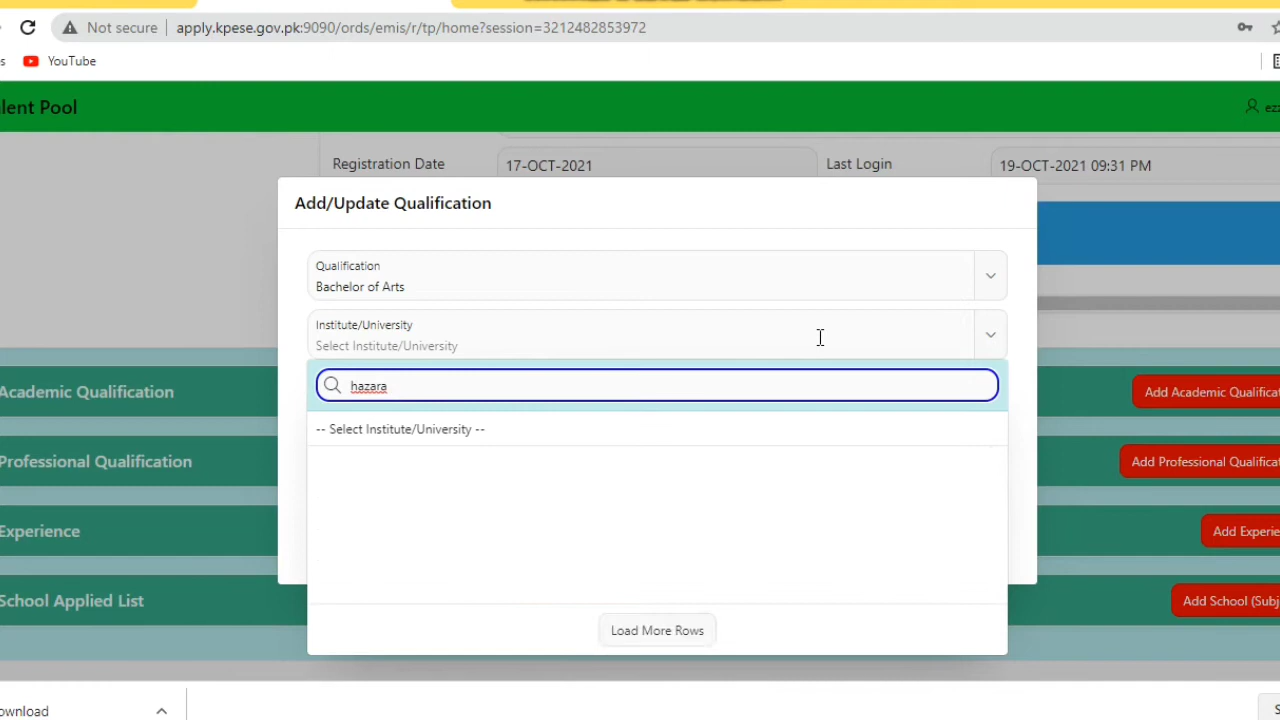 Not secure
apply.kpese.gov.pk:9090/ords/emis/r/tp/home?session=3212482853972
s
YouTube
lent Pool
ez
Registration Date
17-OCT-2021
Last Login
19-OCT-2021 09:31 PM
Add/Update Qualification
Qualification
Bachelor of Arts
Institute/University
Select Institute/University
hazara
-- Select Institute/University --
Load More Rows
Academic Qualification
Add Academic Qualificat
Professional Qualification
Add Professional Qualificat
Experience
Add Experie
School Applied List
Add School (Subj
ownload
S